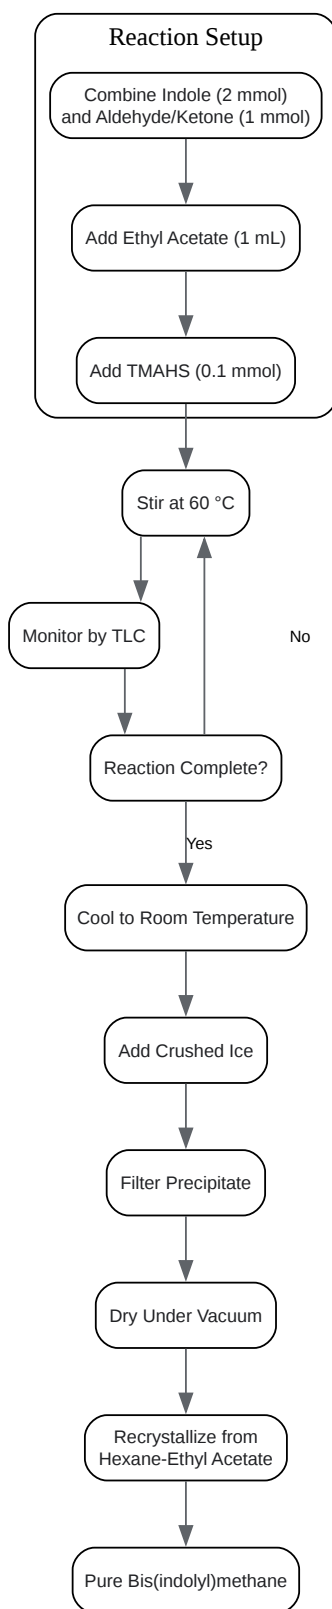 Reaction Setup
Combine Indole (2 mmol)
and Aldehyde/Ketone (1 mmol)
Add Ethyl Acetate (1 mL)
Add TMAHS (0.1 mmol)
Stir at 60 °C
Monitor by TLC
No
Reaction Complete?
Yes
Cool to Room Temperature
Add Crushed Ice
Filter Precipitate
Dry Under Vacuum
Recrystallize from
Hexane-Ethyl Acetate
Pure Bis(indolyl)methane